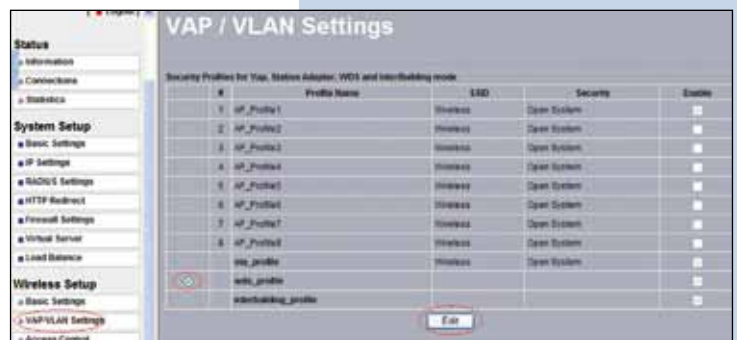 VAP / VLAN Settings
Status
Information
Connections
Statistics
System Setup
Basic Settings
IP Settings
RADIUS Settings
HTTP Redirect
Firewall Settings
Virtual Server
Load Balance
Wireless Setup
Basic Settings
VAP/VLAN Settings
Access Control
Security Profiles for Vap, Station Adapter, WDS and InterBuilding mode
# Profile Name SSID Security Enable
1 AP_Profile1 Wireless Open System
2 AP_Profile2 Wireless Open System
3 AP_Profile3 Wireless Open System
4 AP_Profile4 Wireless Open System
5 AP_Profile5 Wireless Open System
6 AP_Profile6 Wireless Open System
7 AP_Profile7 Wireless Open System
8 AP_Profile8 Wireless Open System
sta_profile Wireless Open System
wds_profile
interbuilding_profile
Edit